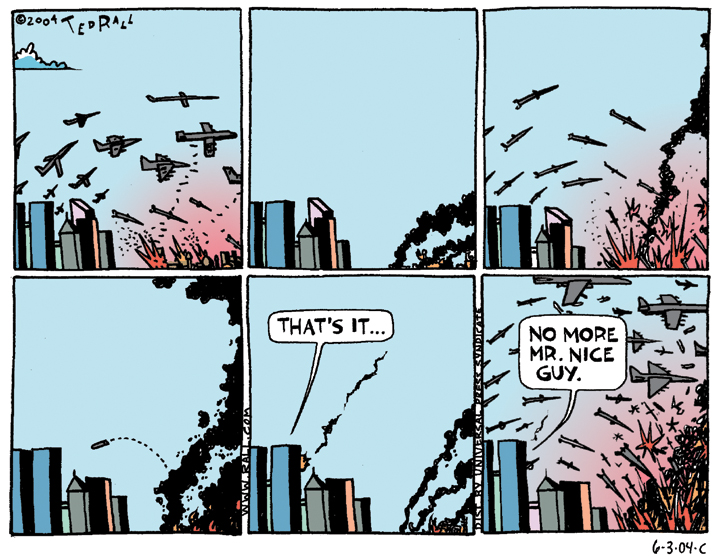 ©2004 TED RALL
THAT'S IT...
NO MORE
MR. NICE
GUY.
WWW.RALL.COM
DIST. BY UNIVERSAL PRESS SYNDICATE
6-3-04-C